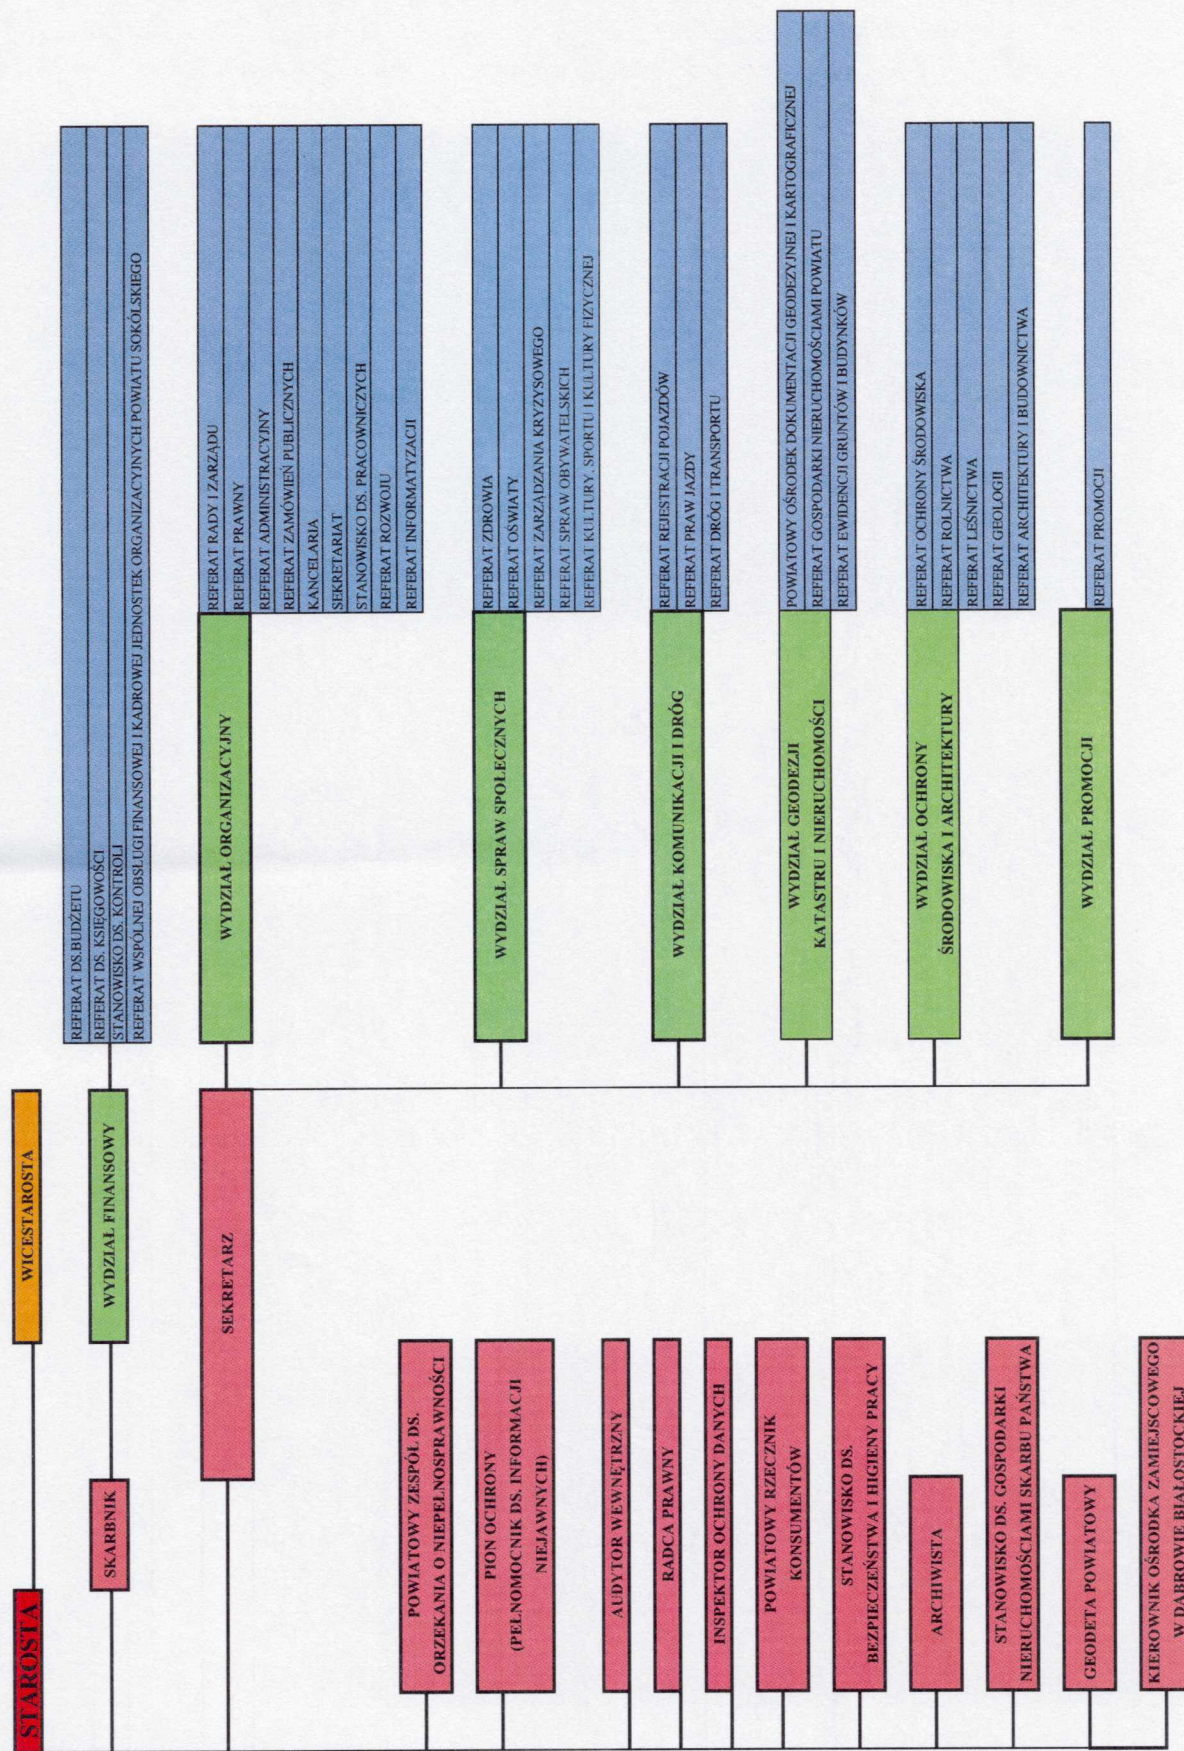 STAROSTA
WICESTAROSTA
SKARBNIK
WYDZIAŁ FINANSOWY
REFERAT DS.BUDŻETU
REFERAT DS. KSIĘGOWOŚCI
STANOWISKO DS. KONTROLI
REFERAT WSPÓLNEJ OBSŁUGI FINANSOWEJ I KADROWEJ JEDNOSTEK ORGANIZACYJNYCH POWIATU SOKÓLSKIEGO
SEKRETARZ
WYDZIAŁ ORGANIZACYJNY
REFERAT RADY I ZARZĄDU
REFERAT PRAWNY
REFERAT ADMINISTRACYJNY
REFERAT ZAMÓWIEŃ PUBLICZNYCH
KANCELARIA
SEKRETARIAT
STANOWISKO DS. PRACOWNICZYCH
REFERAT ROZWOJU
REFERAT INFORMATYZACJI
WYDZIAŁ SPRAW SPOŁECZNYCH
REFERAT ZDROWIA
REFERAT OŚWIATY
REFERAT ZARZĄDZANIA KRYZYSOWEGO
REFERAT SPRAW OBYWATELSKICH
REFERAT KULTURY, SPORTU I KULTURY FIZYCZNEJ
WYDZIAŁ KOMUNIKACJI I DRÓG
REFERAT REJESTRACJI POJAZDÓW
REFERAT PRAW JAZDY
REFERAT DRÓG I TRANSPORTU
WYDZIAŁ GEODEZJI
KATASTRU I NIERUCHOMOŚCI
POWIATOWY OŚRODEK DOKUMENTACJI GEODEZYJNEJ I KARTOGRAFICZNEJ
REFERAT GOSPODARKI NIERUCHOMOŚCIAMI POWIATU
REFERAT EWIDENCJI GRUNTÓW I BUDYNKÓW
WYDZIAŁ OCHRONY
ŚRODOWISKA I ARCHITEKTURY
REFERAT OCHRONY ŚRODOWISKA
REFERAT ROLNICTWA
REFERAT LEŚNICTWA
REFERAT GEOLOGII
REFERAT ARCHITEKTURY I BUDOWNICTWA
WYDZIAŁ PROMOCJI
REFERAT PROMOCJI
POWIATOWY ZESPÓŁ DS.
ORZEKANIA O NIEPEŁNOSPRAWNOŚCI
PION OCHRONY
(PEŁNOMOCNIK DS. INFORMACJI
NIEJAWNYCH)
AUDYTOR WEWNĘTRZNY
RADCA PRAWNY
INSPEKTOR OCHRONY DANYCH
POWIATOWY RZECZNIK
KONSUMENTÓW
STANOWISKO DS.
BEZPIECZEŃSTWA I HIGIENY PRACY
ARCHIWISTA
STANOWISKO DS. GOSPODARKI
NIERUCHOMOŚCIAMI SKARBU PAŃSTWA
GEODETA POWIATOWY
KIEROWNIK OŚRODKA ZAMIEJSCOWEGO
W DĄBROWIE BIAŁOSTOCKIEJ